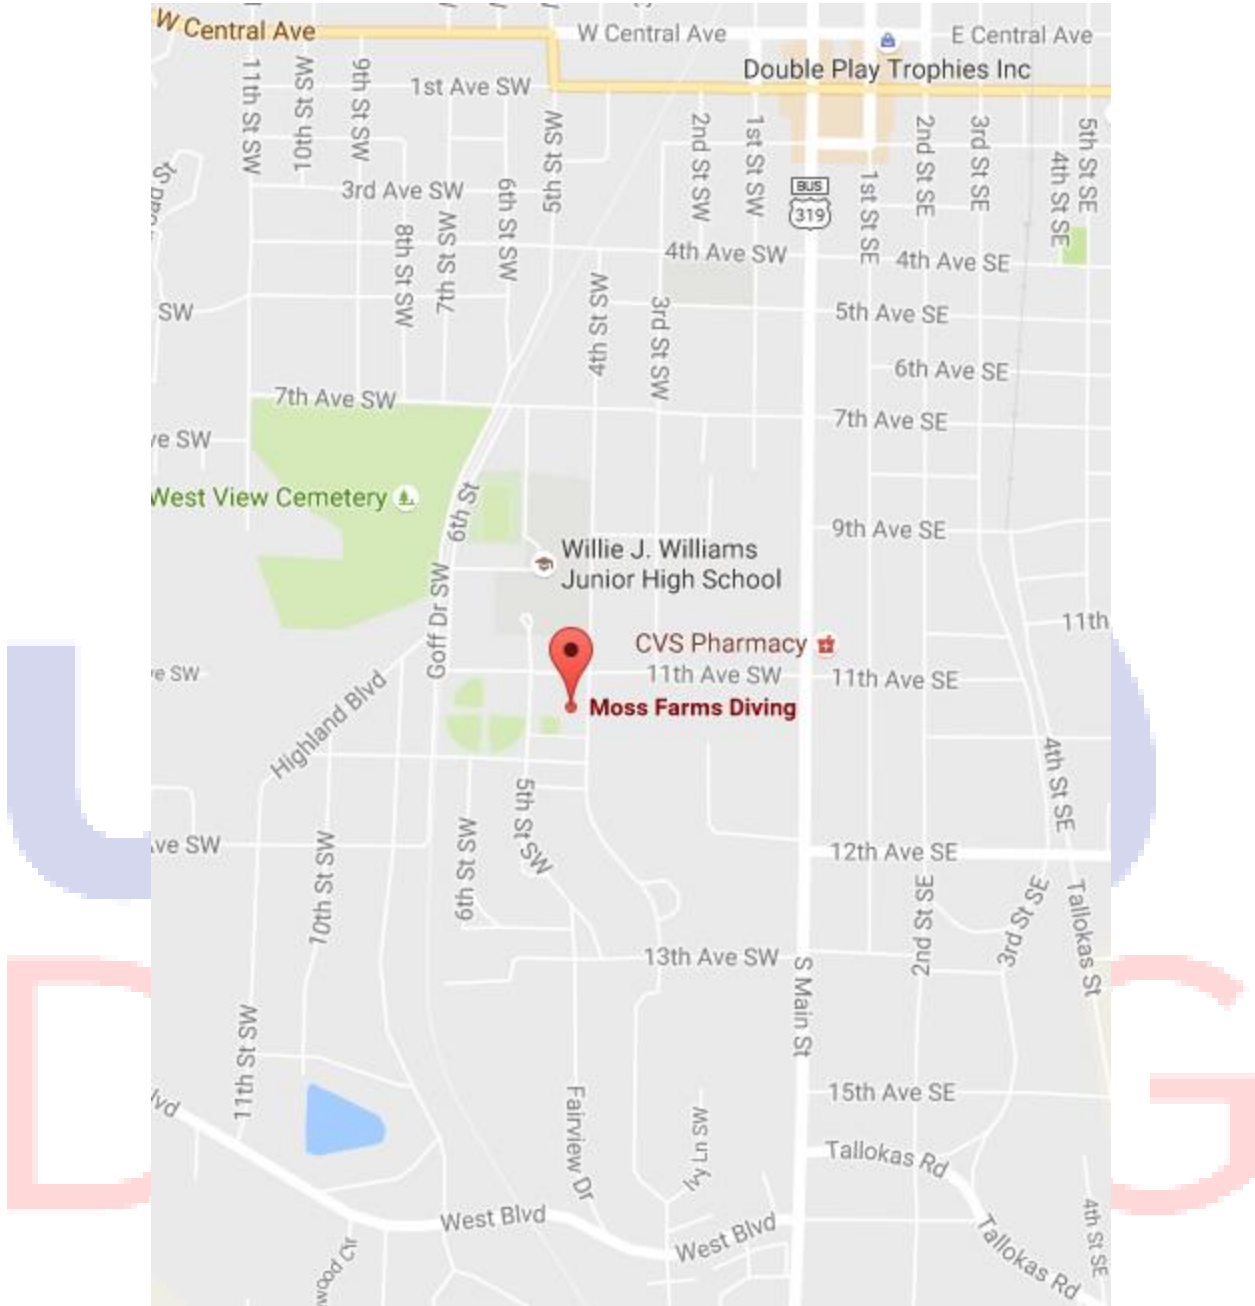 W Central Ave
W Central Ave
E Central Ave
Double Play Trophies Inc
1st Ave SW
11th St SW
10th St SW
9th St SW
5th St SW
2nd St SW
1st St SW
2nd St SE
3rd St SE
5th St SE
4th St SE
3rd Ave SW
6th St SW
BUS
319
1st St SE
8th St SW
7th St SW
4th Ave SW
4th Ave SE
SW
4th St SW
3rd St SW
5th Ave SE
6th Ave SE
7th Ave SW
7th Ave SE
ve SW
West View Cemetery
6th St
9th Ave SE
Willie J. Williams
Junior High School
Goff Dr SW
11th
CVS Pharmacy
ve SW
11th Ave SW
11th Ave SE
Moss Farms Diving
Highland Blvd
4th St SE
5th St SW
Ave SW
10th St SW
6th St SW
12th Ave SE
2nd St SE
3rd St SE
Tallokas St
13th Ave SW
S Main St
11th St SW
lvd
Fairview Dr
Ivy Ln SW
15th Ave SE
Tallokas Rd
West Blvd
West Blvd
4th St SE
Tallokas Rd
wood Cir
U
D
G